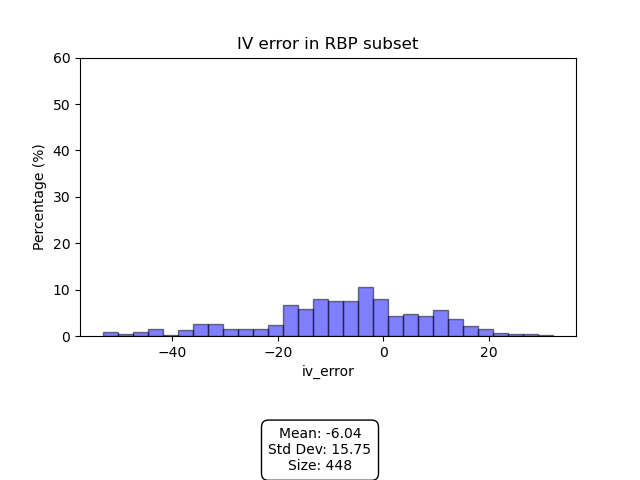 IV error in RBP subset
60
50
40
30
20
10
0
Percentage (%)
−40
−20
0
20
iv_error
Mean: -6.04
Std Dev: 15.75
Size: 448